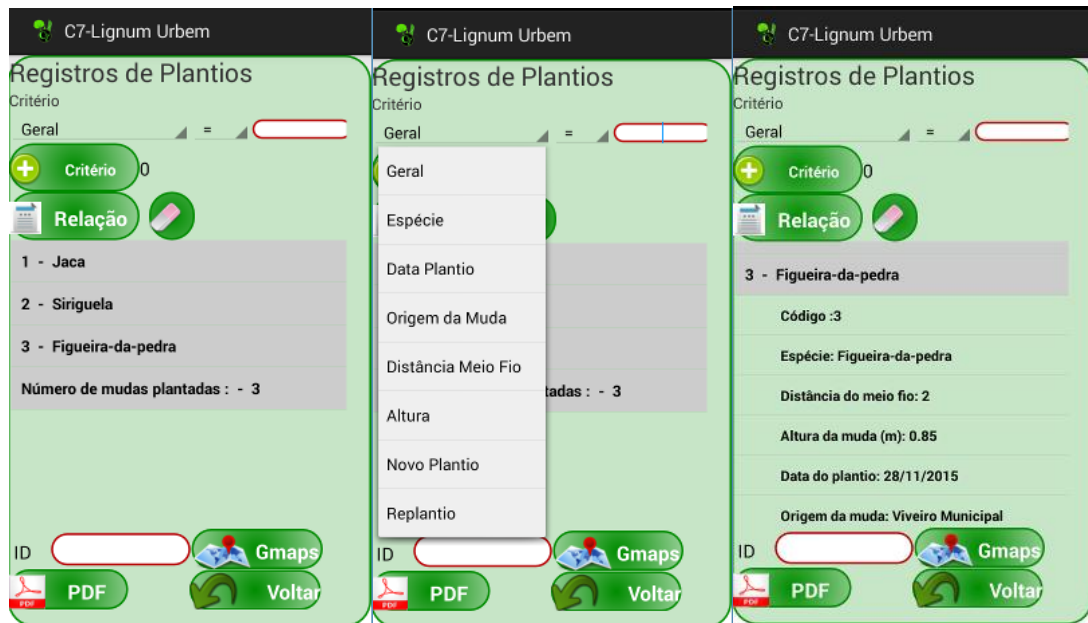 C7-Lignum Urbem
Registros de Plantios
Critério
Geral =
Critério 0
Relação
1 - Jaca
2 - Siriguela
3 - Figueira-da-pedra
Número de mudas plantadas : - 3
ID Gmaps
PDF PDF Voltar
C7-Lignum Urbem
Registros de Plantios
Critério
Geral =
Geral
Espécie
Data Plantio
Origem da Muda
Distância Meio Fio
tadas : - 3
Altura
Novo Plantio
Replantio
ID Gmaps
PDF PDF Voltar
C7-Lignum Urbem
Registros de Plantios
Critério
Geral =
Critério 0
Relação
3 - Figueira-da-pedra
Código :3
Espécie: Figueira-da-pedra
Distância do meio fio: 2
Altura da muda (m): 0.85
Data do plantio: 28/11/2015
Origem da muda: Viveiro Municipal
ID Gmaps
PDF PDF Voltar